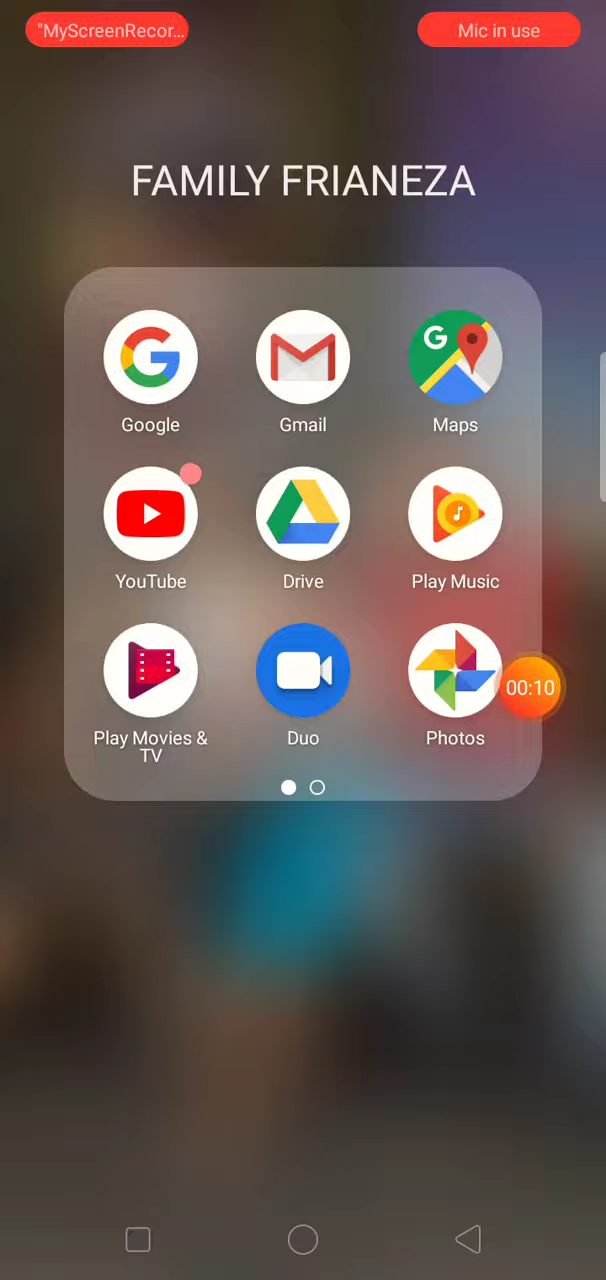 "MyScreenRecor...
Mic in use
FAMILY FRIANEZA
Google
Gmail
Maps
YouTube
Drive
Play Music
Play Movies &
TV
Duo
Photos
00:10